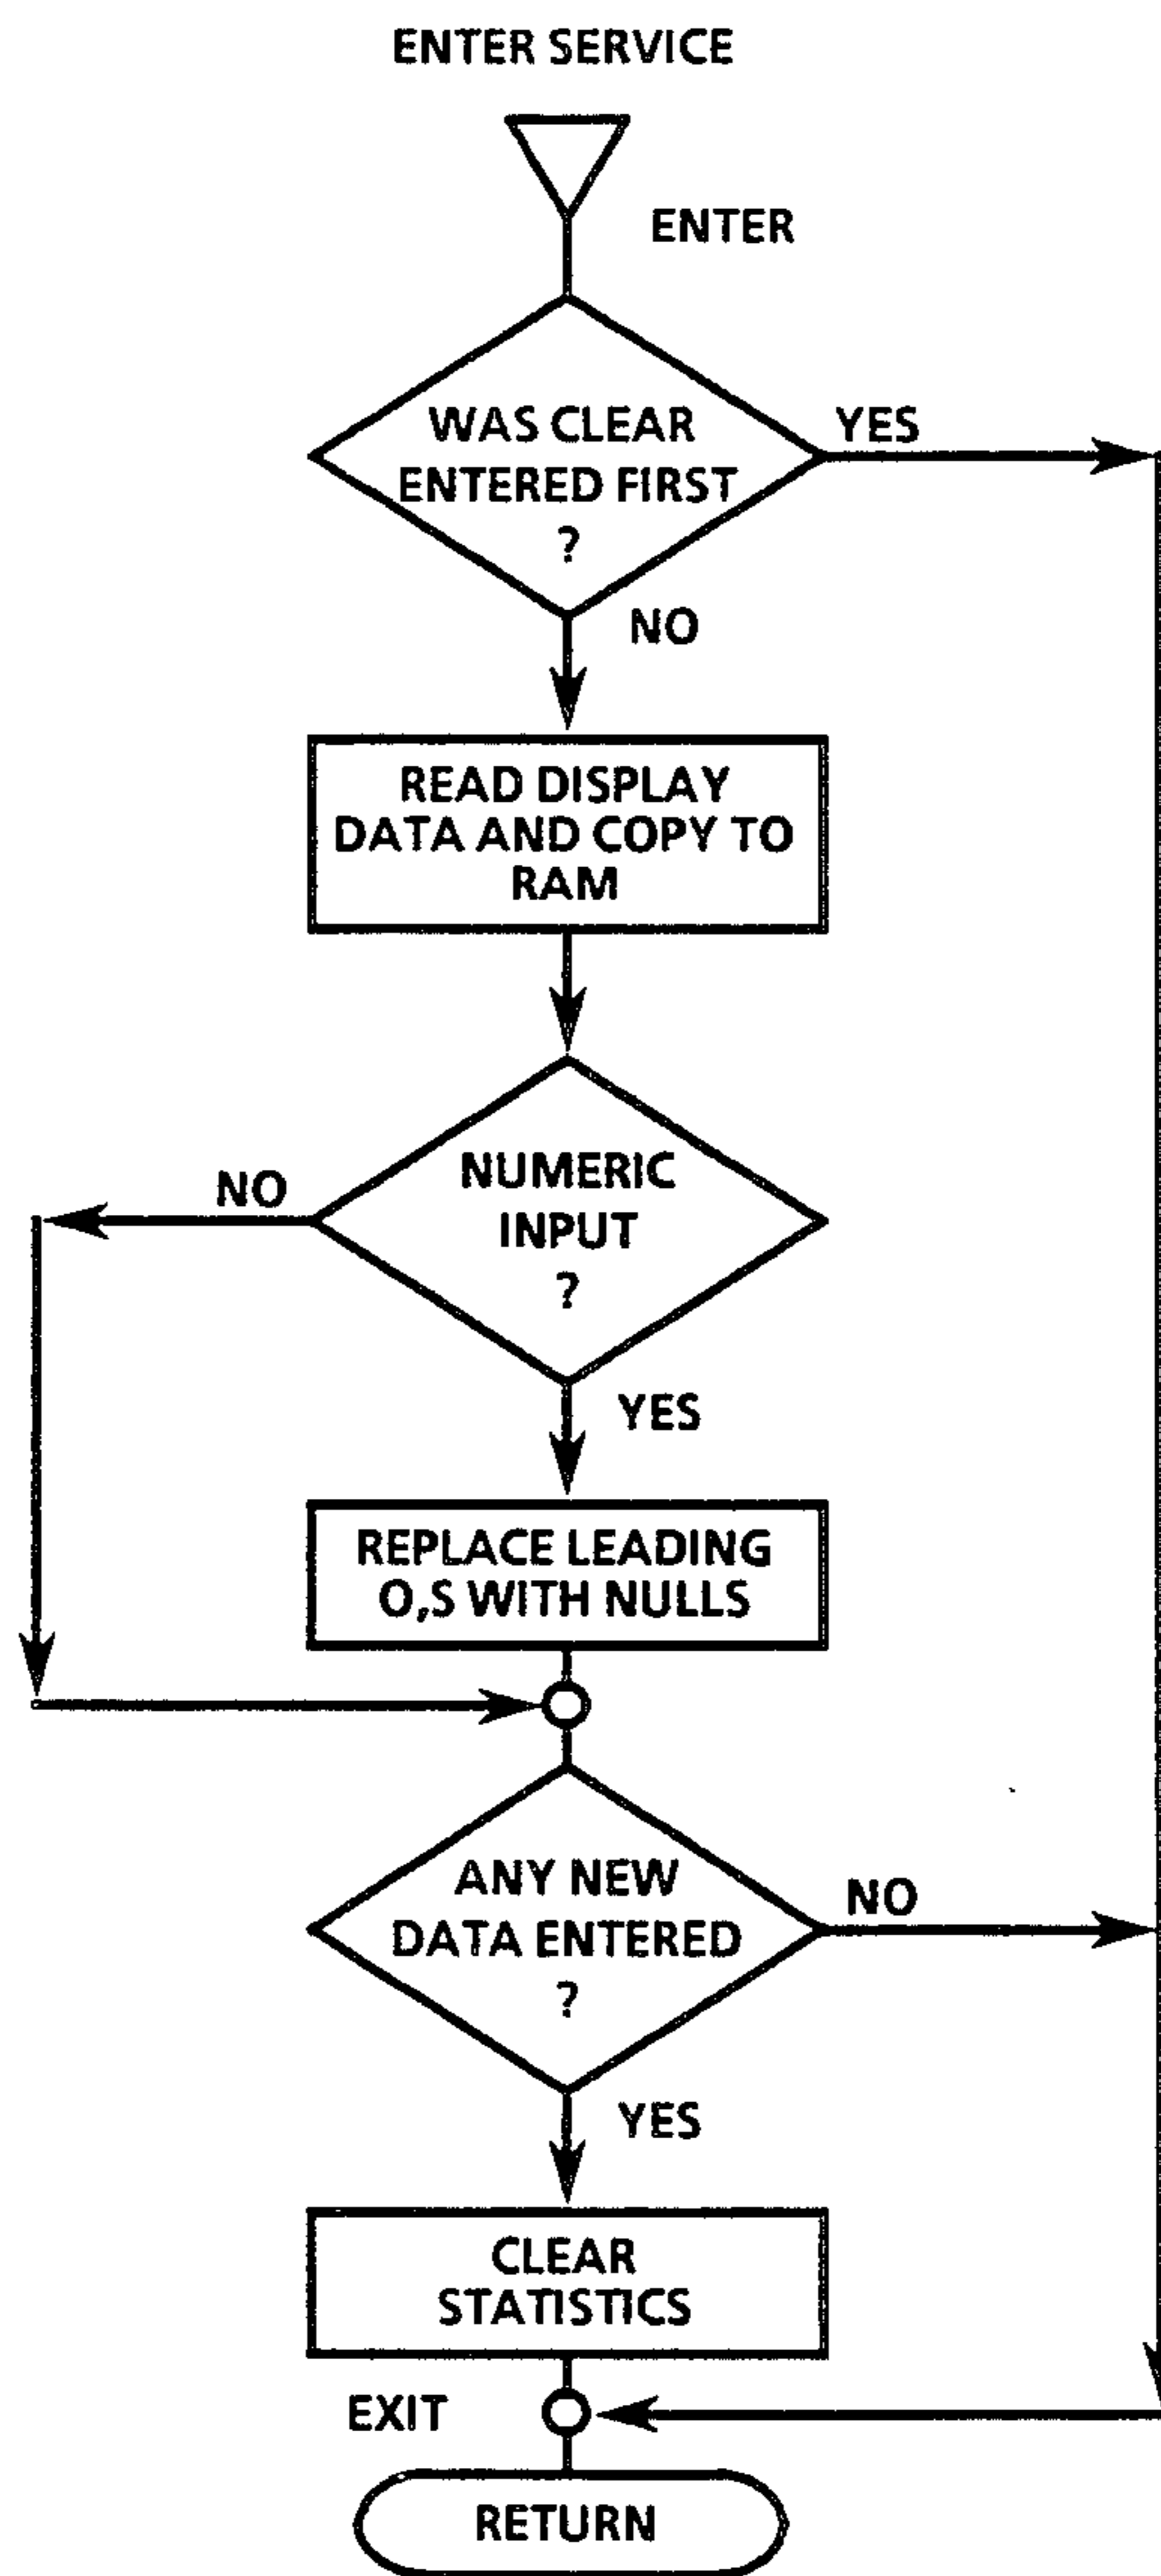 ENTER SERVICE
ENTER
WAS CLEAR
ENTERED FIRST
?
YES
NO
READ DISPLAY
DATA AND COPY TO
RAM
NUMERIC
INPUT
?
NO
YES
REPLACE LEADING
O,S WITH NULLS
ANY NEW
DATA ENTERED
?
NO
YES
CLEAR
STATISTICS
EXIT
RETURN